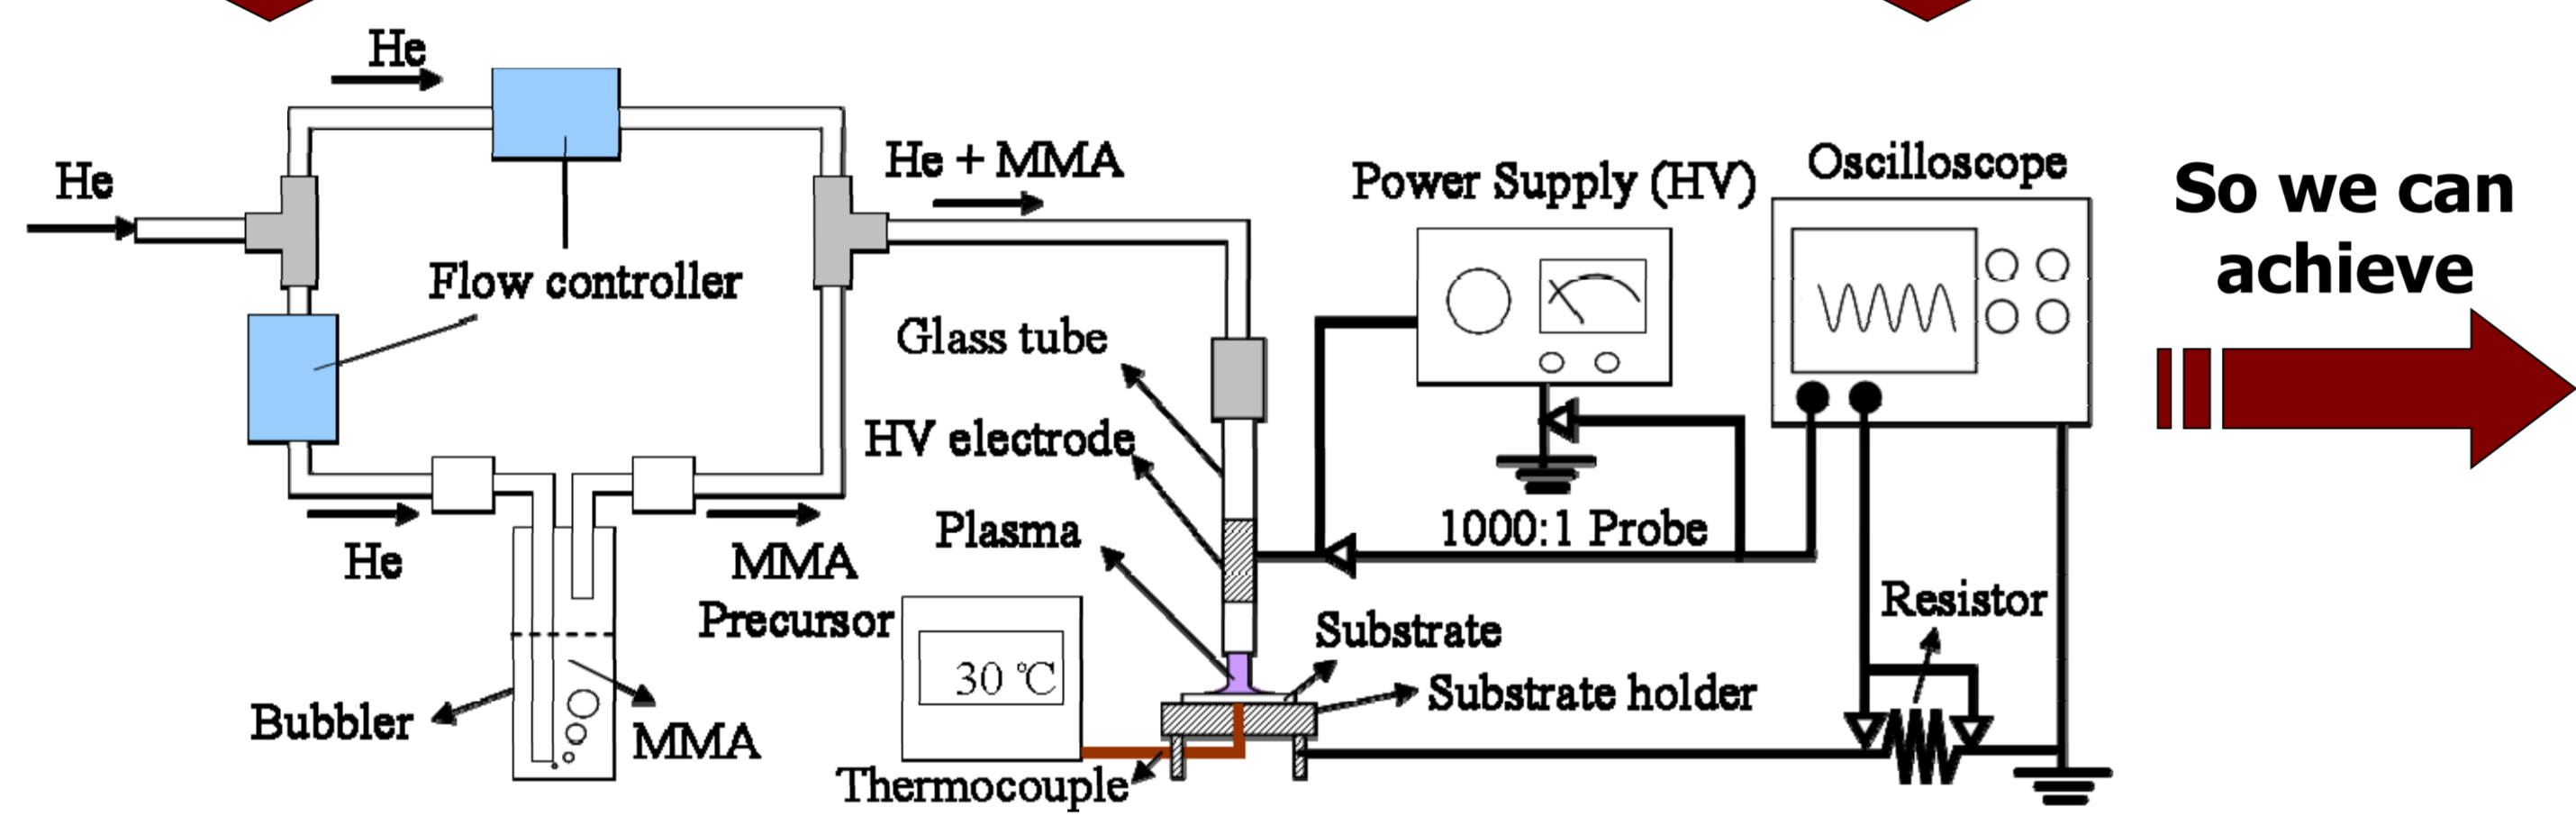 He
He
He + MMA
Power Supply (HV)
Oscilloscope
So we can
achieve
Flow controller
Glass tube
HV electrode
Plasma
1000:1 Probe
He
MMA
Precursor
30 ℃
Substrate
Substrate holder
Resistor
Bubbler
MMA
Thermocouple